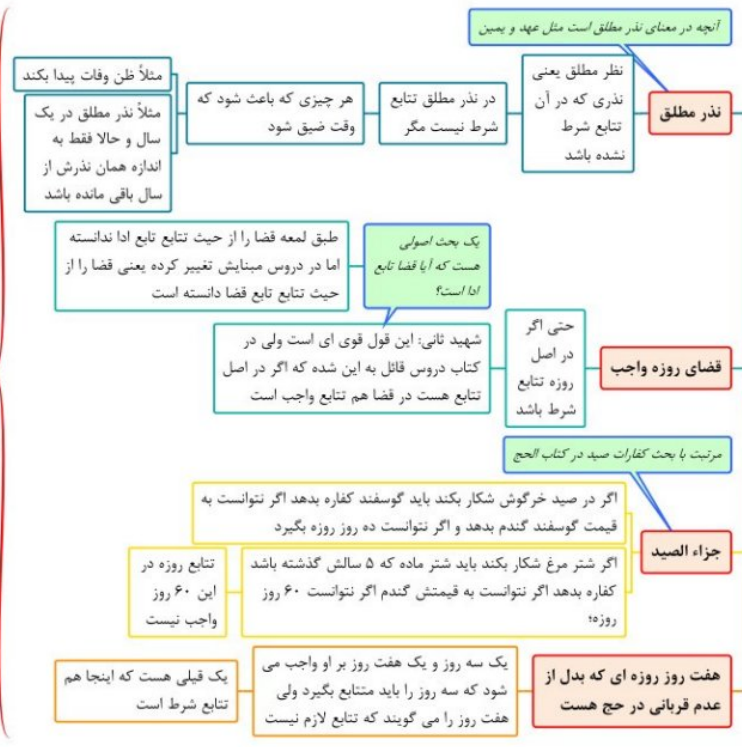 آنچه در معنای نذر مطلق است مثل عهد و یمین
نذر مطلق
نظر مطلق یعنی
نذری که در آن
تتابع شرط
نشده باشد
در نذر مطلق تتابع
شرط نیست مگر
هر چیزی که باعث شود که
وقت ضیق شود
مثلاً ظن وفات پیدا بکند
مثلاً نذر مطلق در یک
سال و حالا فقط به
اندازه همان نذرش از
سال باقی مانده باشد
قضای روزه واجب
حتی اگر
در اصل
روزه تتابع
شرط باشد
یک بحث اصولی
هست که آیا قضا تابع
ادا است؟
طبق لمعه قضا را از حیث تتابع تابع ادا ندانسته
اما در دروس مبنایش تغییر کرده یعنی قضا را از
حیث تتابع تابع قضا دانسته است
شهید ثانی: این قول قوی ای است ولی در
کتاب دروس قائل به این شده که اگر در اصل
تتابع هست در قضا هم تتابع واجب است
مرتبت با بحث کفارات صید در کتاب الحج
جزاء الصید
اگر در صید خرگوش شکار بکند باید گوسفند کفاره بدهد اگر نتوانست به
قیمت گوسفند گندم بدهد و اگر نتوانست ده روز روزه بگیرد
اگر شتر مرغ شکار بکند باید شتر ماده که ۵ سالش گذشته باشد
کفاره بدهد اگر نتوانست به قیمتش گندم اگر نتوانست ۶۰ روز
روزه؛
تتابع روزه در
این ۶۰ روز
واجب نیست
هفت روز روزه ای که بدل از
عدم قربانی در حج هست
یک سه روز و یک هفت روز بر او واجب می
شود که سه روز را باید متتابع بگیرد ولی
هفت روز را می گویند که تتابع لازم نیست
یک قیلی هست که اینجا هم
تتابع شرط است